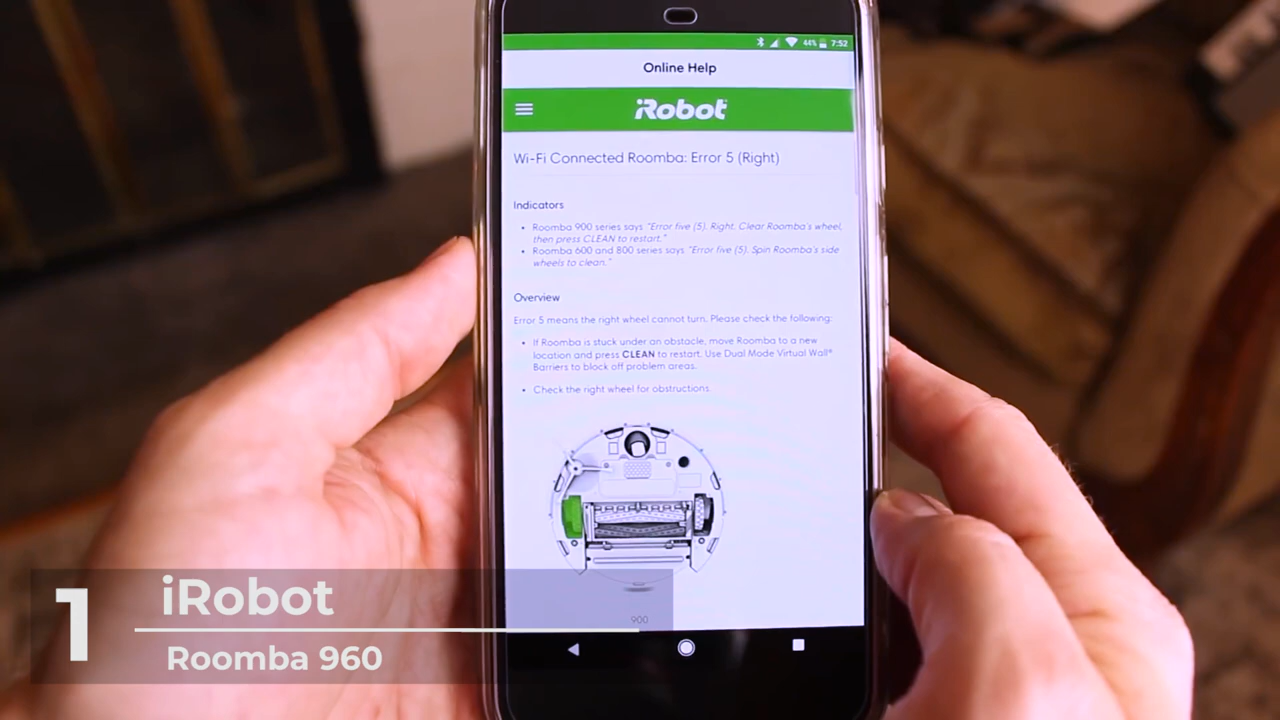 44% 7:52
Online Help
iRobot
Wi-Fi Connected Roomba: Error 5 (Right)
Indicators
• Roomba 900 series says "Error five (5). Right. Clear Roomba's wheel,
then press CLEAN to restart."
• Roomba 600 and 800 series says "Error five (5). Spin Roomba's side
wheels to clean."
Overview
Error 5 means the right wheel cannot turn. Please check the following:
• If Roomba is stuck under an obstacle, move Roomba to a new
location and press CLEAN to restart. Use Dual Mode Virtual Wall®
Barriers to block off problem areas.
• Check the right wheel for obstructions.
900
1
iRobot
Roomba 960